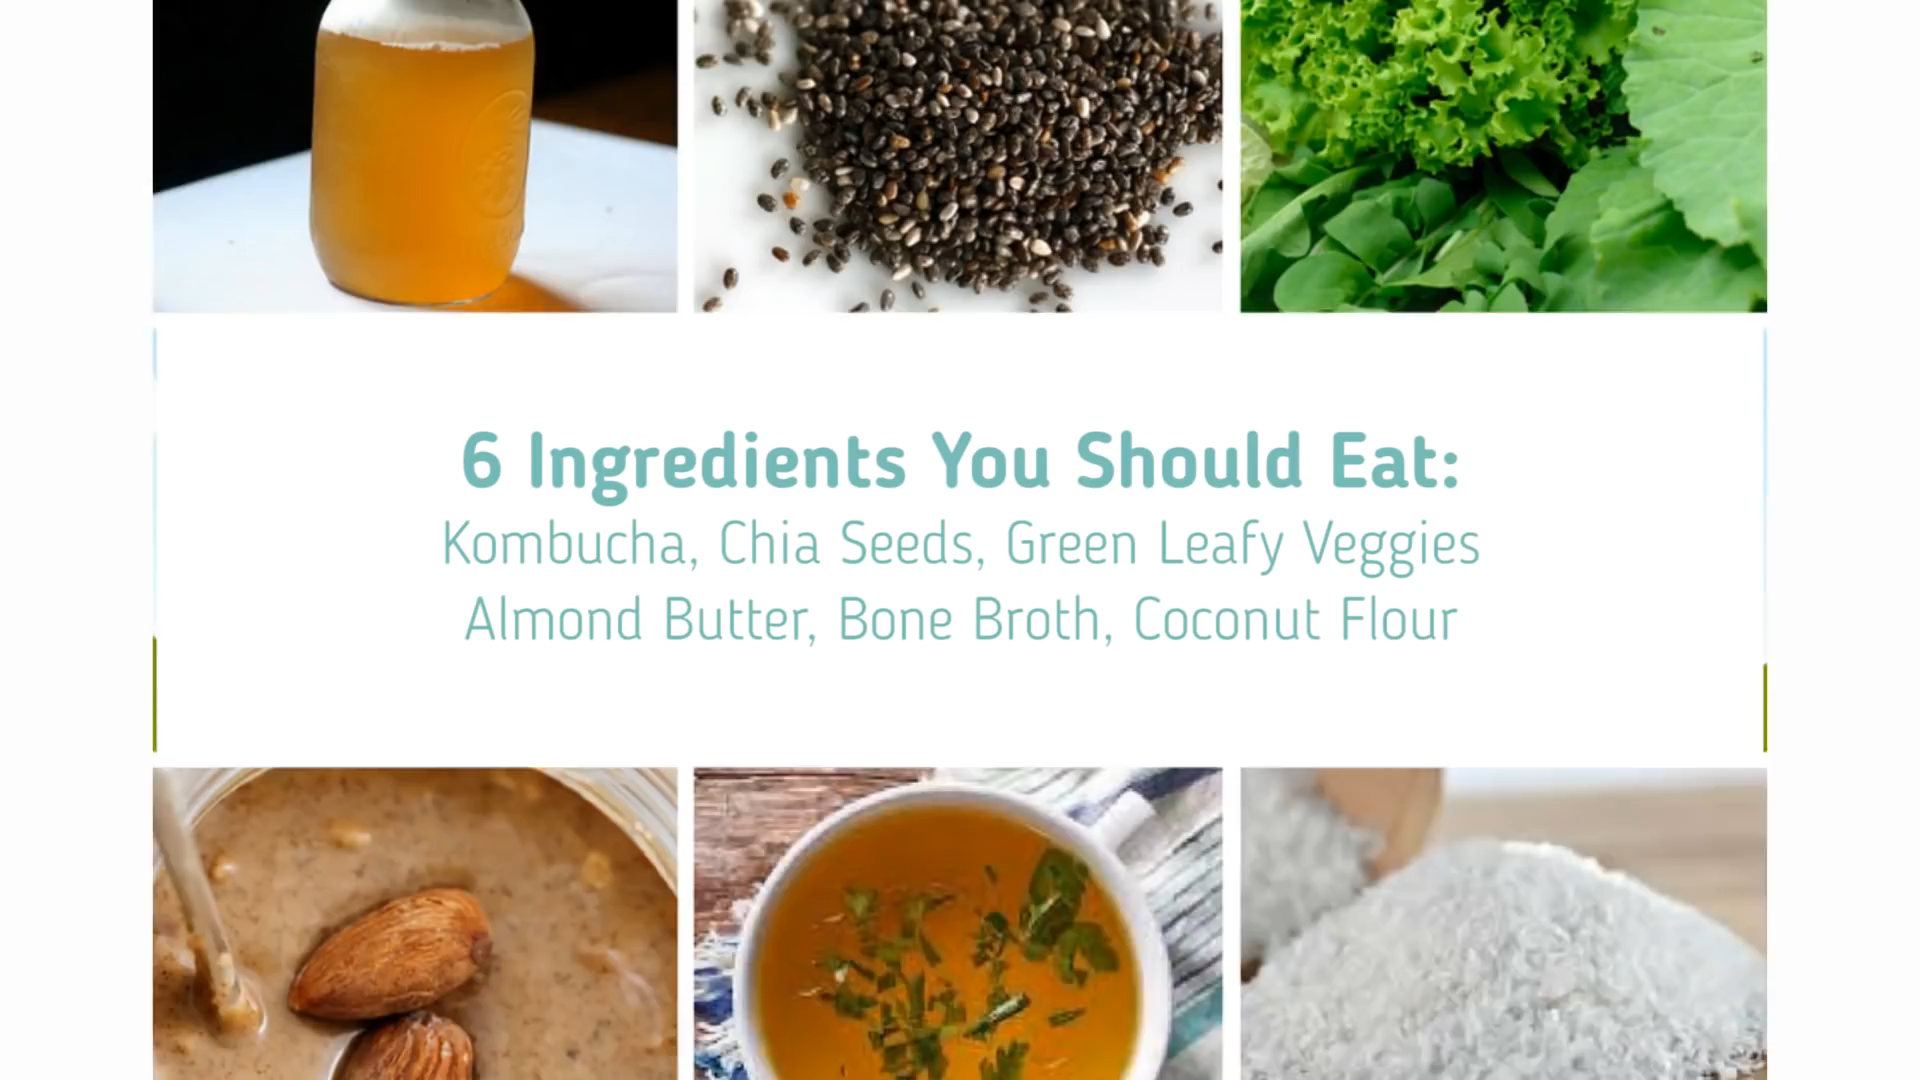 6 Ingredients You Should Eat:
Kombucha, Chia Seeds, Green Leafy Veggies
Almond Butter, Bone Broth, Coconut Flour